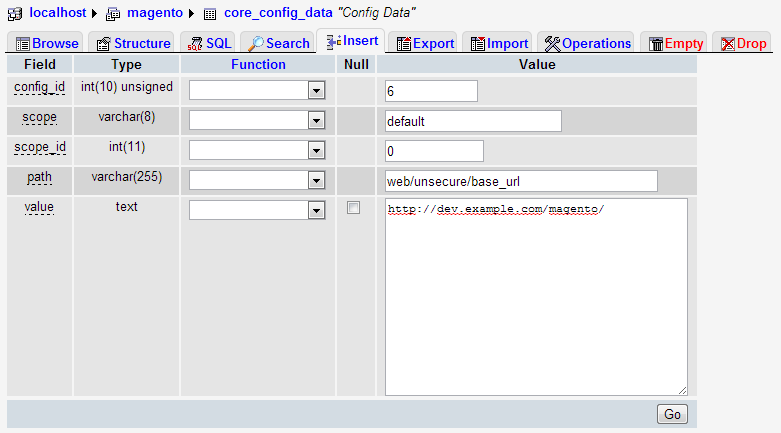 localhost magento core_config_data "Config Data"
Browse Structure SQL Search Insert Export Import Operations Empty Drop
Field Type Function Null Value
config_id int(10) unsigned 6
scope varchar(8) default
scope_id int(11) 0
path varchar(255) web/unsecure/base_url
value text http://dev.example.com/magento/
Go